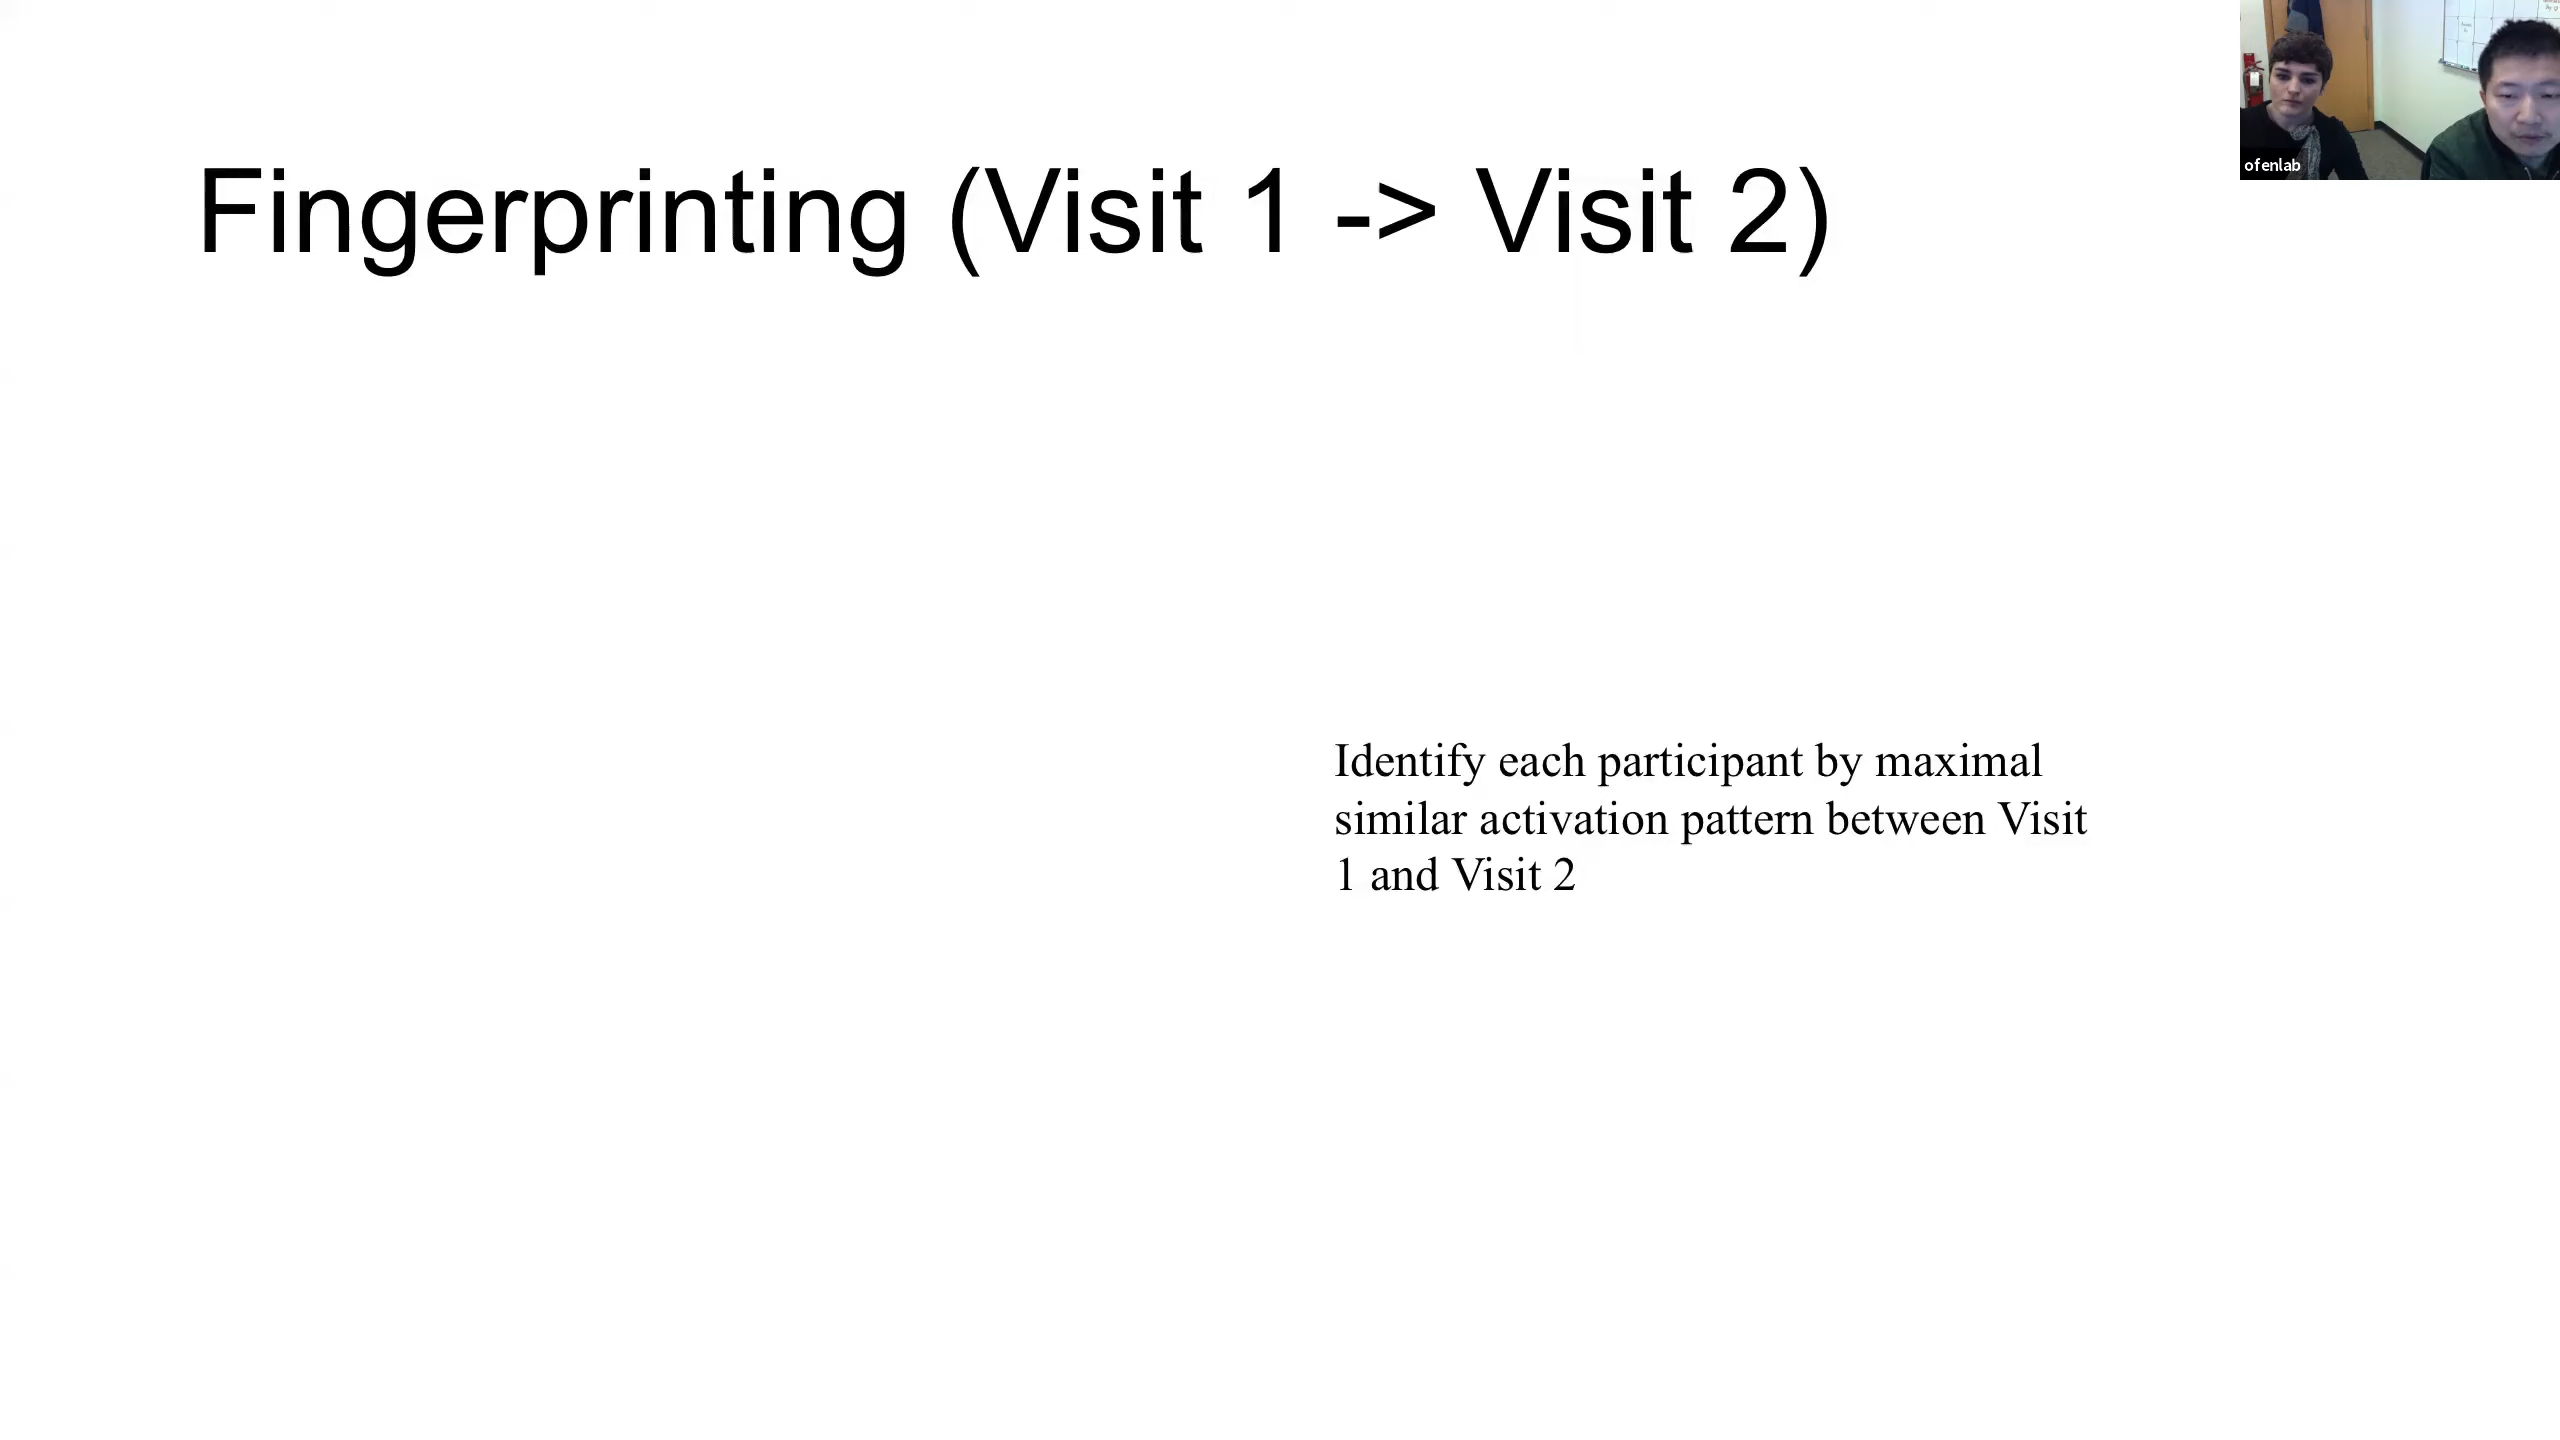 Fingerprinting (Visit 1 -> Visit 2)
ofenlab
Identify each participant by maximal
similar activation pattern between Visit
1 and Visit 2